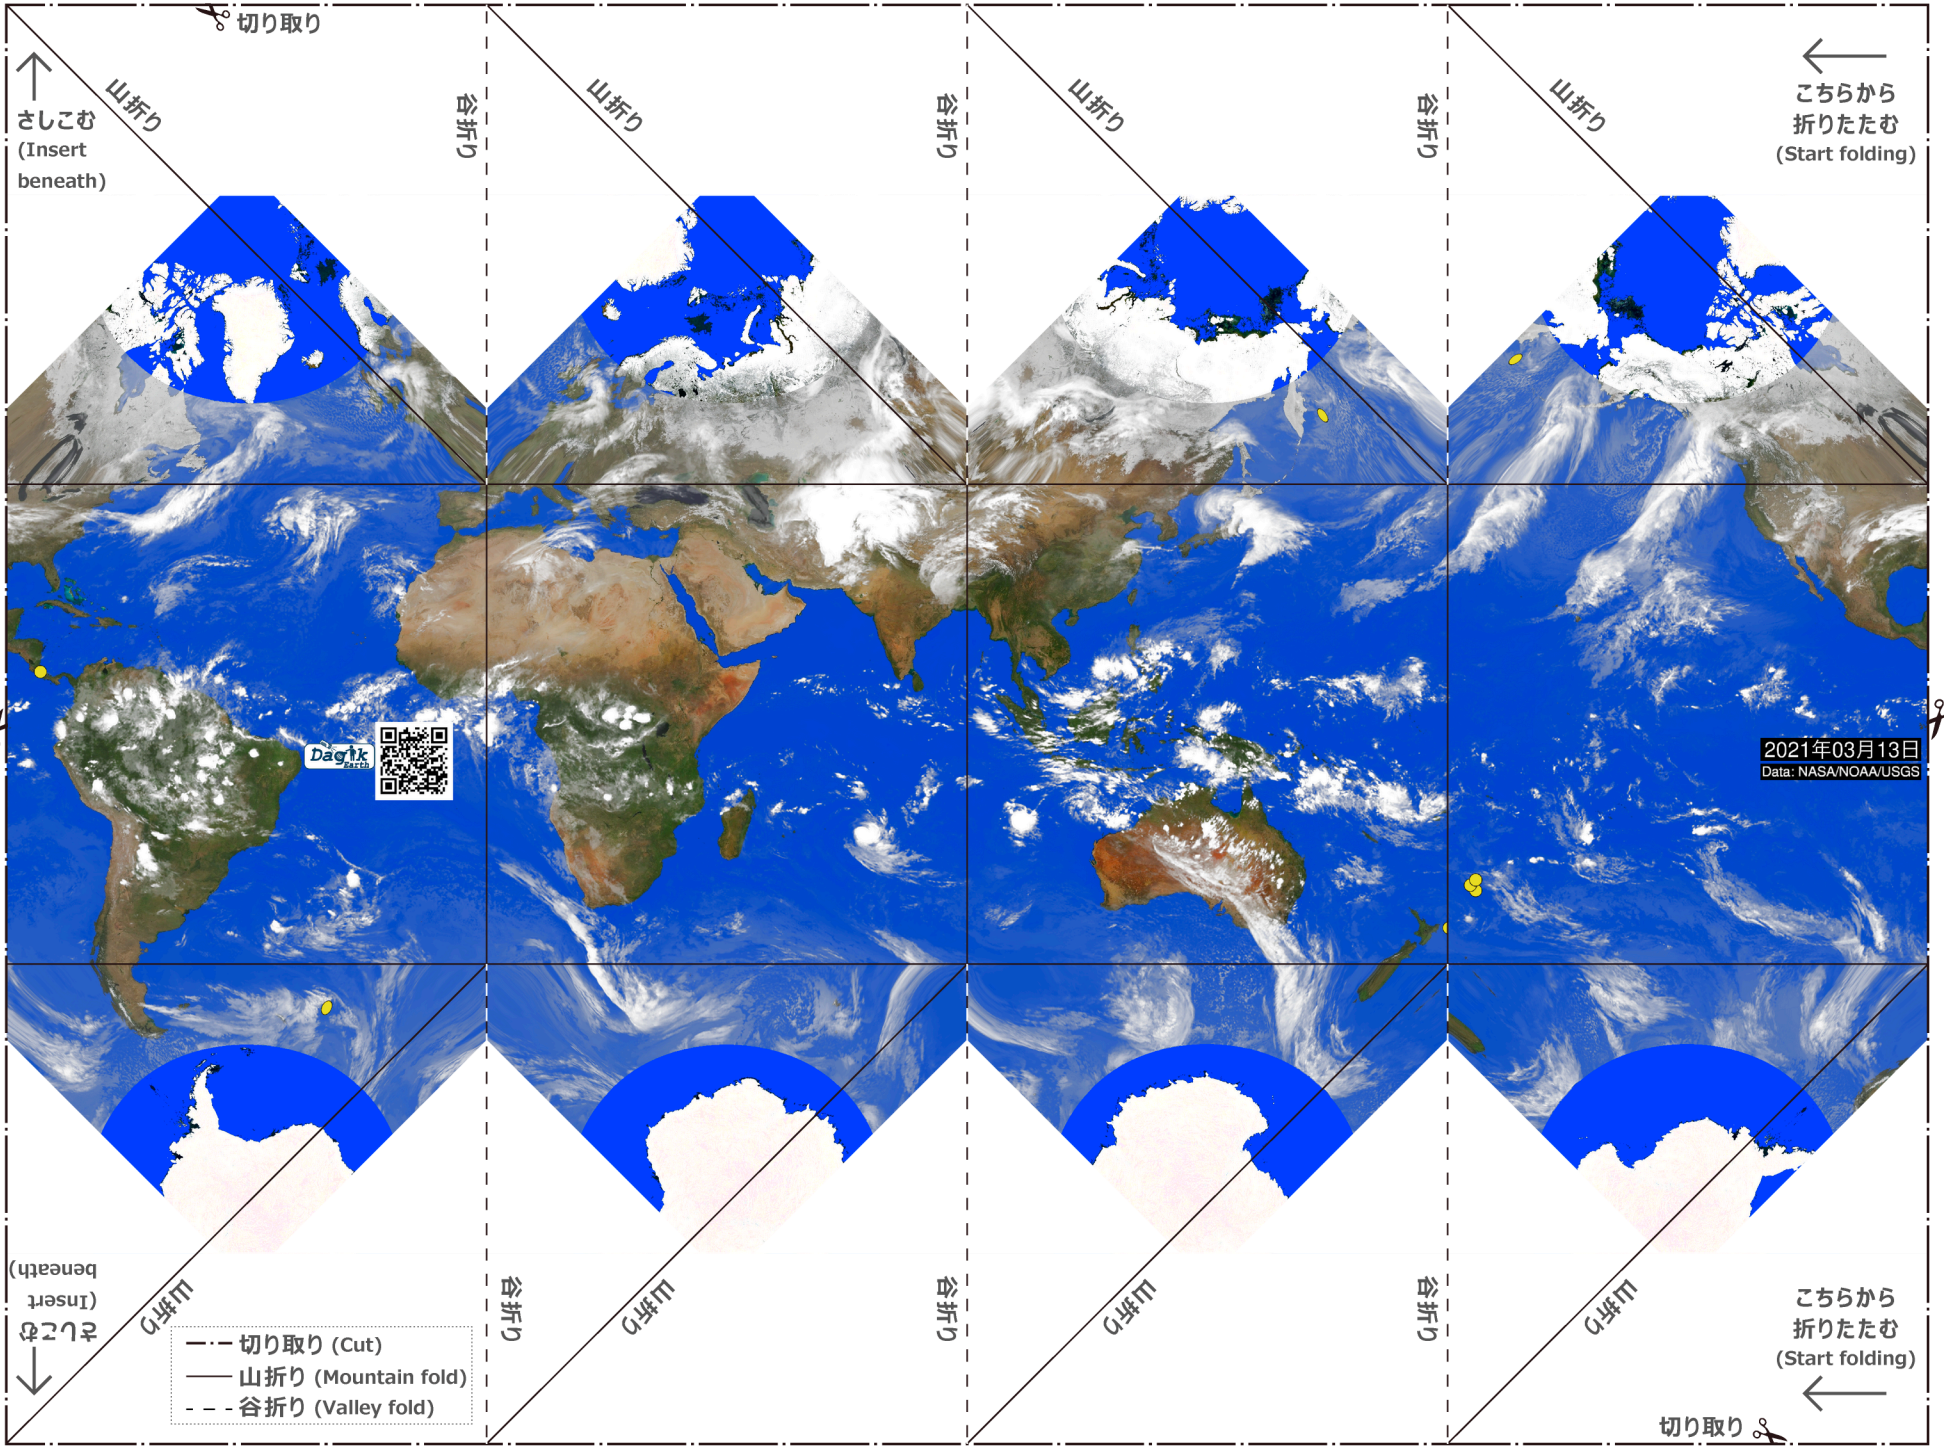 切り取り
山折り
谷折り
山折り
谷折り
山折り
谷折り
山折り
さしこむ
(Insert
beneath)
こちらから
折りたたむ
(Start folding)
Dagik
Earth
2021年03月13日
Data: NASA/NOAA/USGS
さしこむ
(Insert
beneath)
山折り
谷折り
山折り
谷折り
山折り
谷折り
山折り
こちらから
折りたたむ
(Start folding)
切り取り (Cut)
山折り (Mountain fold)
谷折り (Valley fold)
切り取り